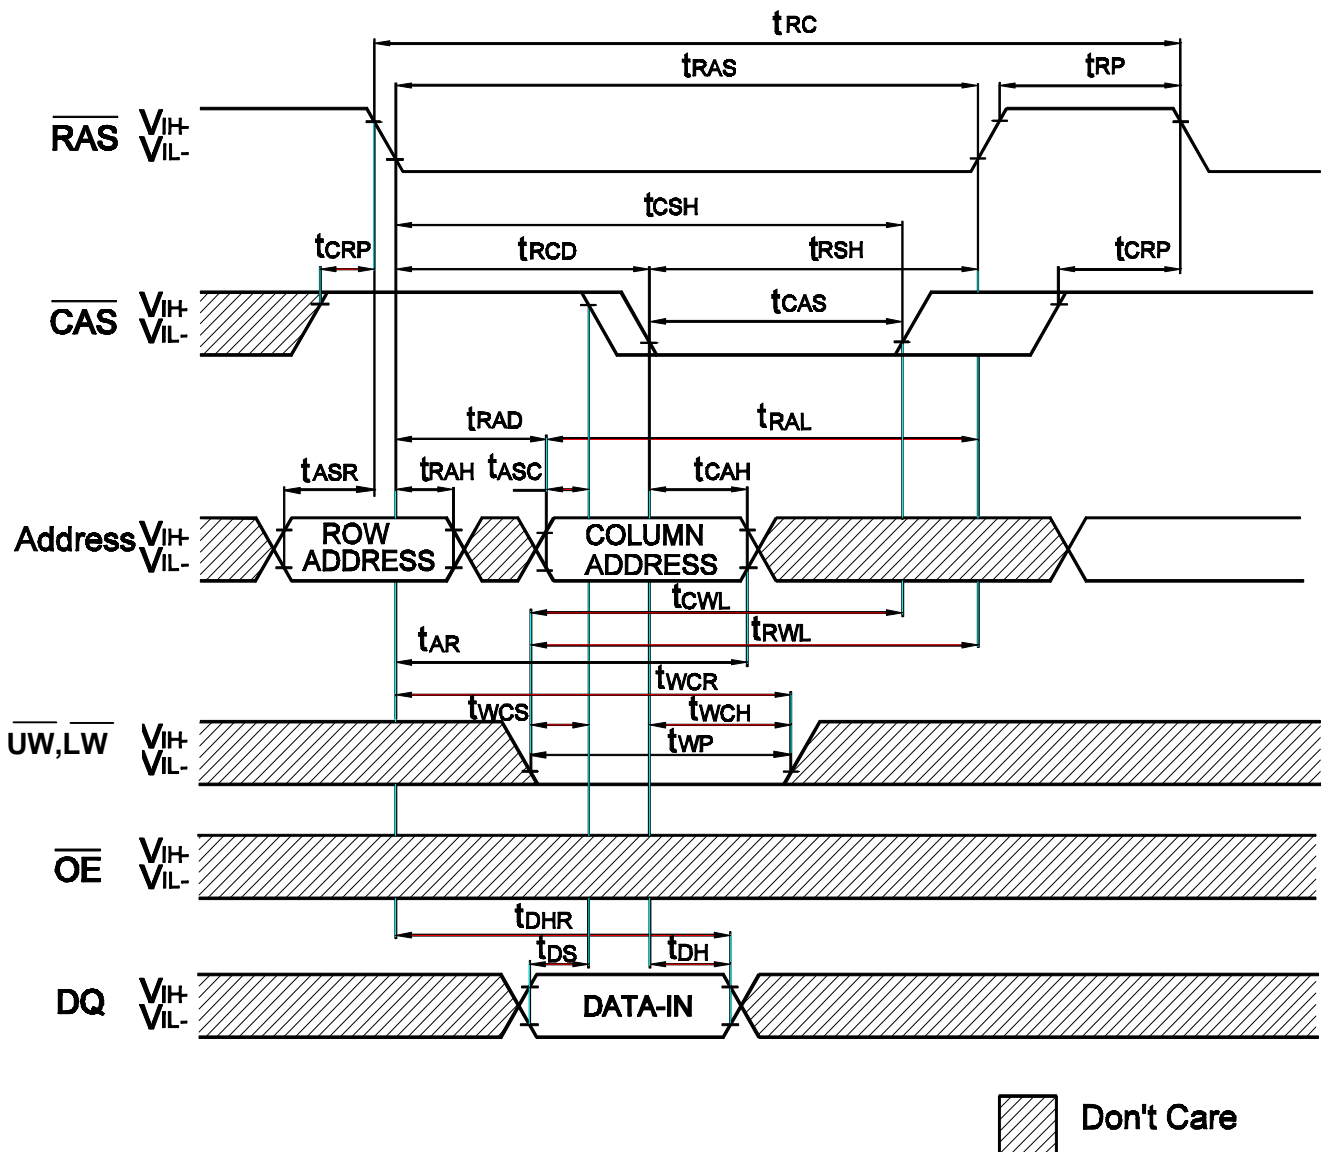 tRC
tRAS
tRP
RAS VIH-
VIL-
tCSH
tCRP
tRCD
tRSH
tCRP
CAS VIH-
VIL-
tCAS
tRAD
tRAL
tASR
tRAH
tASC
tCAH
Address VIH-
VIL-
ROW
ADDRESS
COLUMN
ADDRESS
tCWL
tRWL
tAR
tWCR
tWCS
tWCH
UW,LW VIH-
VIL-
tWP
OE VIH-
VIL-
tDHR
tDS
tDH
DQ VIH-
VIL-
DATA-IN
Don't Care